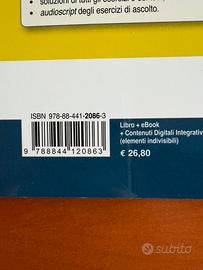 soluzioni di tutti gli esercizi
audioscript degli esercizi di ascolto.
ISBN 978-88-441-2086-3
9 788844 120863
Libro + eBook
+ Contenuti Digitali Integrativi
(elementi indivisibili)
€ 26,80
subito